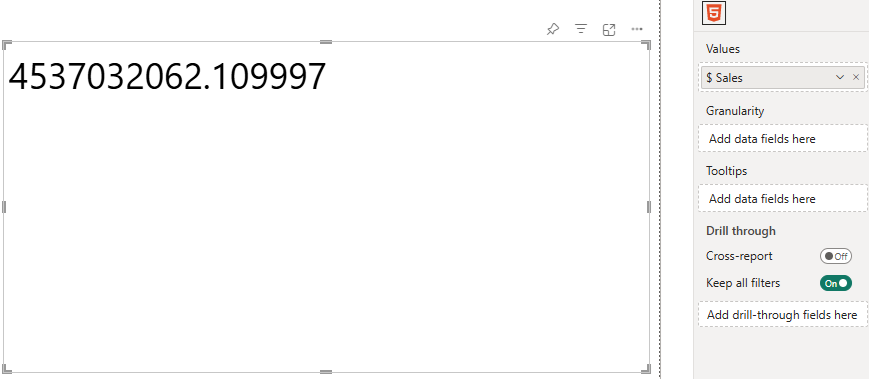 4537032062.109997
Values
$ Sales
Granularity
Add data fields here
Tooltips
Add data fields here
Drill through
Cross-report
Off
Keep all filters
On
Add drill-through fields here